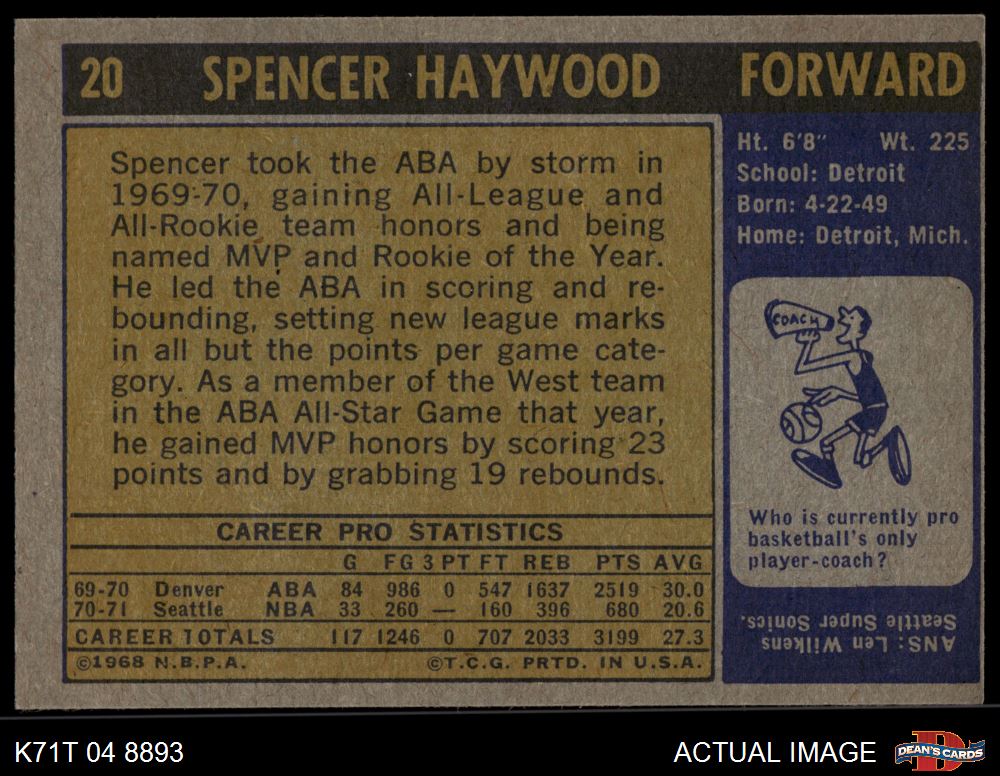 20 SPENCER HAYWOOD FORWARD
Spencer took the ABA by storm in
1969-70, gaining All-League and
All-Rookie team honors and being
named MVP and Rookie of the Year.
He led the ABA in scoring and re-
bounding, setting new league marks
in all but the points per game cate-
gory. As a member of the West team
in the ABA All-Star Game that year,
he gained MVP honors by scoring 23
points and by grabbing 19 rebounds.
CAREER PRO STATISTICS
G FG 3 PT FT REB PTS AVG
69-70 Denver ABA 84 986 0 547 1637 2519 30.0
70-71 Seattle NBA 33 260 — 160 396 680 20.6
CAREER TOTALS 117 1246 0 707 2033 3199 27.3
©1968 N.B.P.A. ©T.C.G. PRTD. IN U.S.A.
Ht. 6'8" Wt. 225
School: Detroit
Born: 4-22-49
Home: Detroit, Mich.
COACH
Who is currently pro
basketball's only
player-coach?
ANS: Len Wilkens
Seattle Super Sonics.
K71T 04 8893
ACTUAL IMAGE
D
DEAN'S CARDS